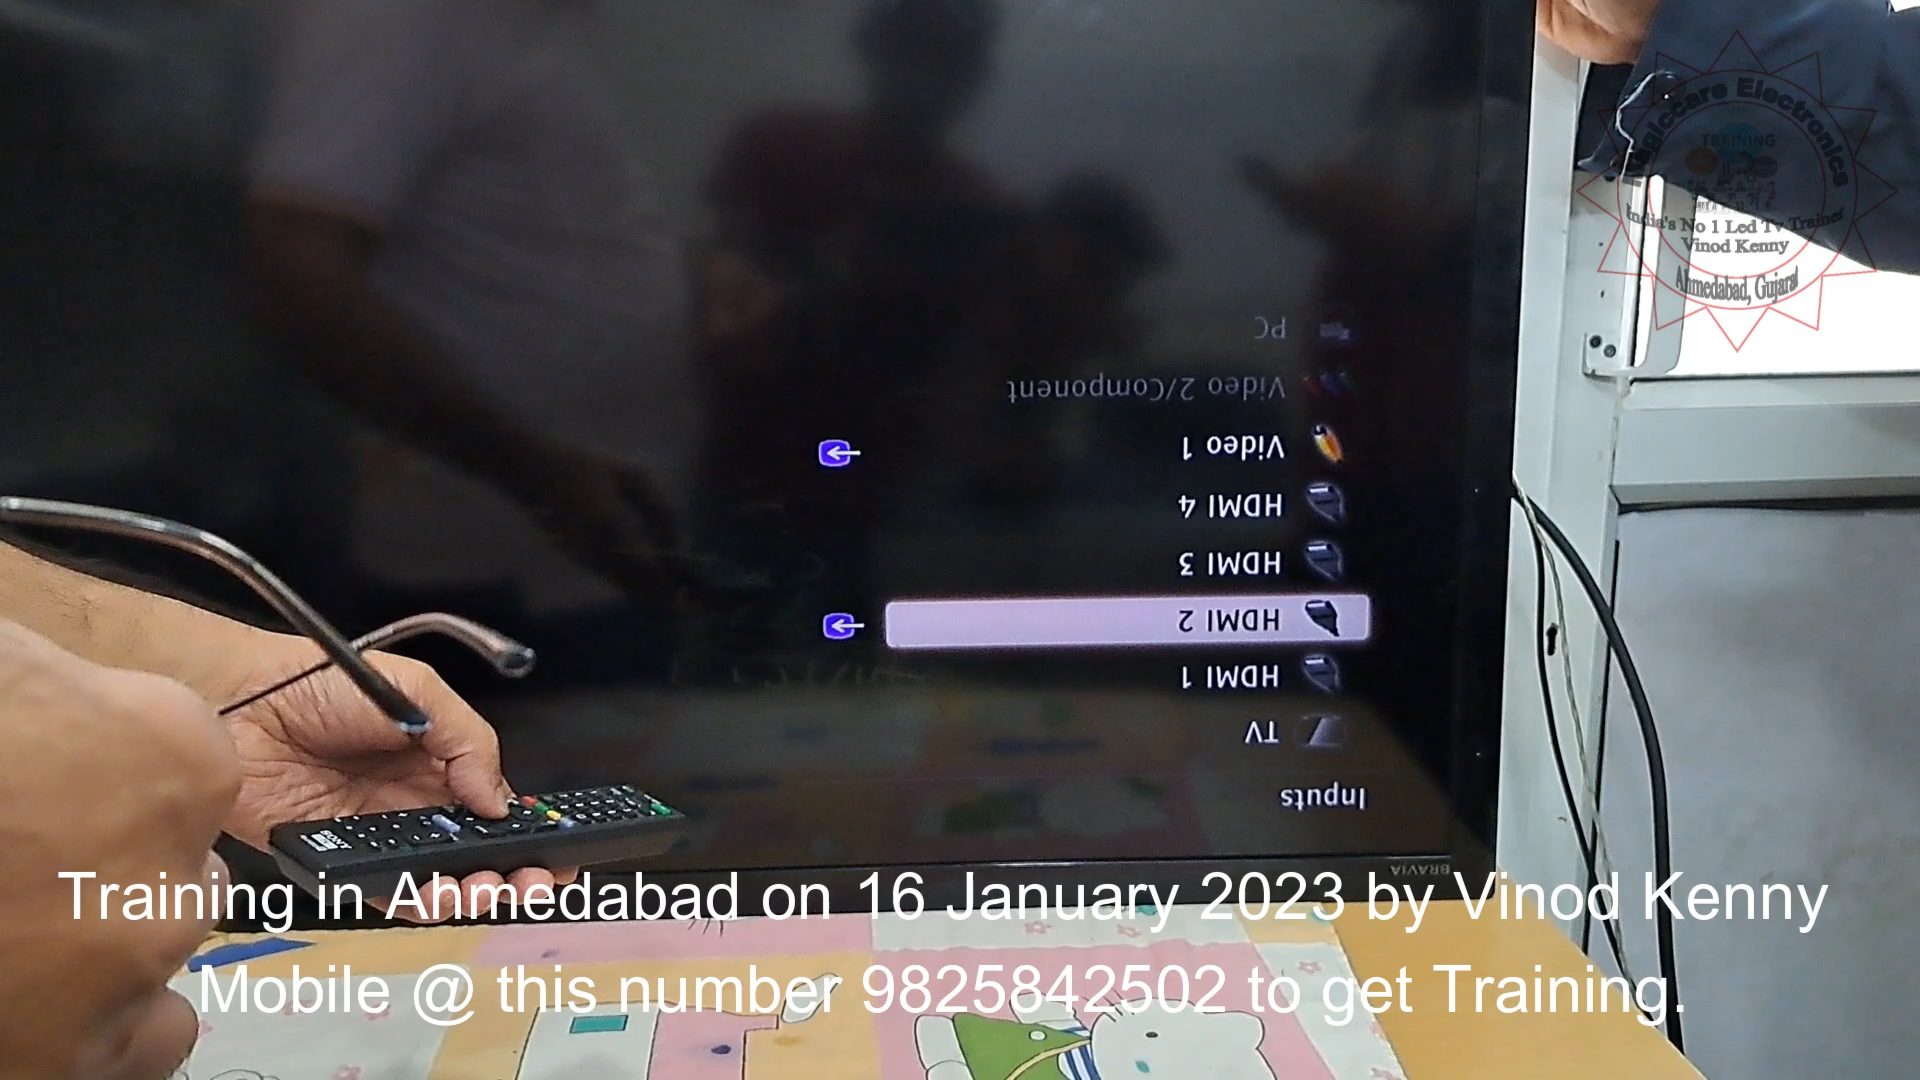 Magiccare Electronics
TRAINING
India's No 1 Led Tv Trainer
Vinod Kenny
Ahmedabad, Gujarat
Inputs
TV
HDMI 1
HDMI 2
HDMI 3
HDMI 4
Video 1
Video 2/Component
PC
BRAVIA
SONY
Training in Ahmedabad on 16 January 2023 by Vinod Kenny
Mobile @ this number 9825842502 to get Training.